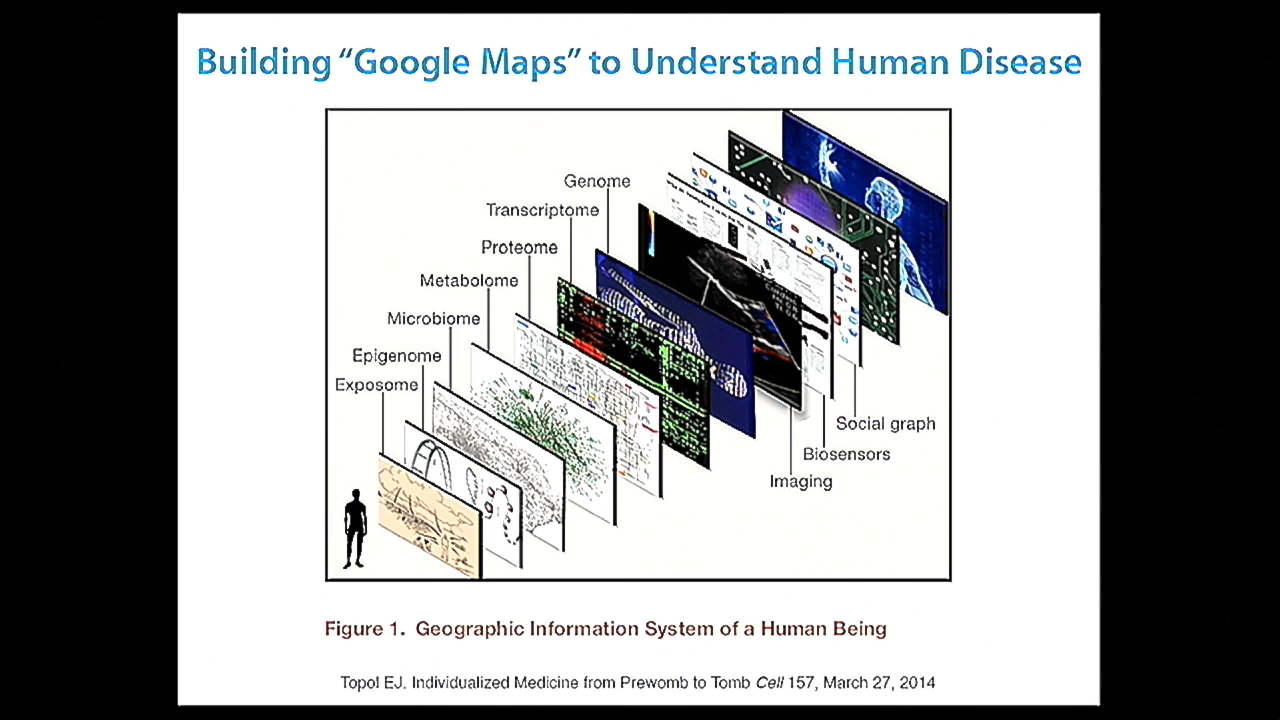 Building “Google Maps” to Understand Human Disease
Genome
Transcriptome
Proteome
Metabolome
Microbiome
Epigenome
Exposome
Social graph
Biosensors
Imaging
Figure 1. Geographic Information System of a Human Being
Topol EJ. Individualized Medicine from Prewomb to Tomb Cell 157, March 27, 2014